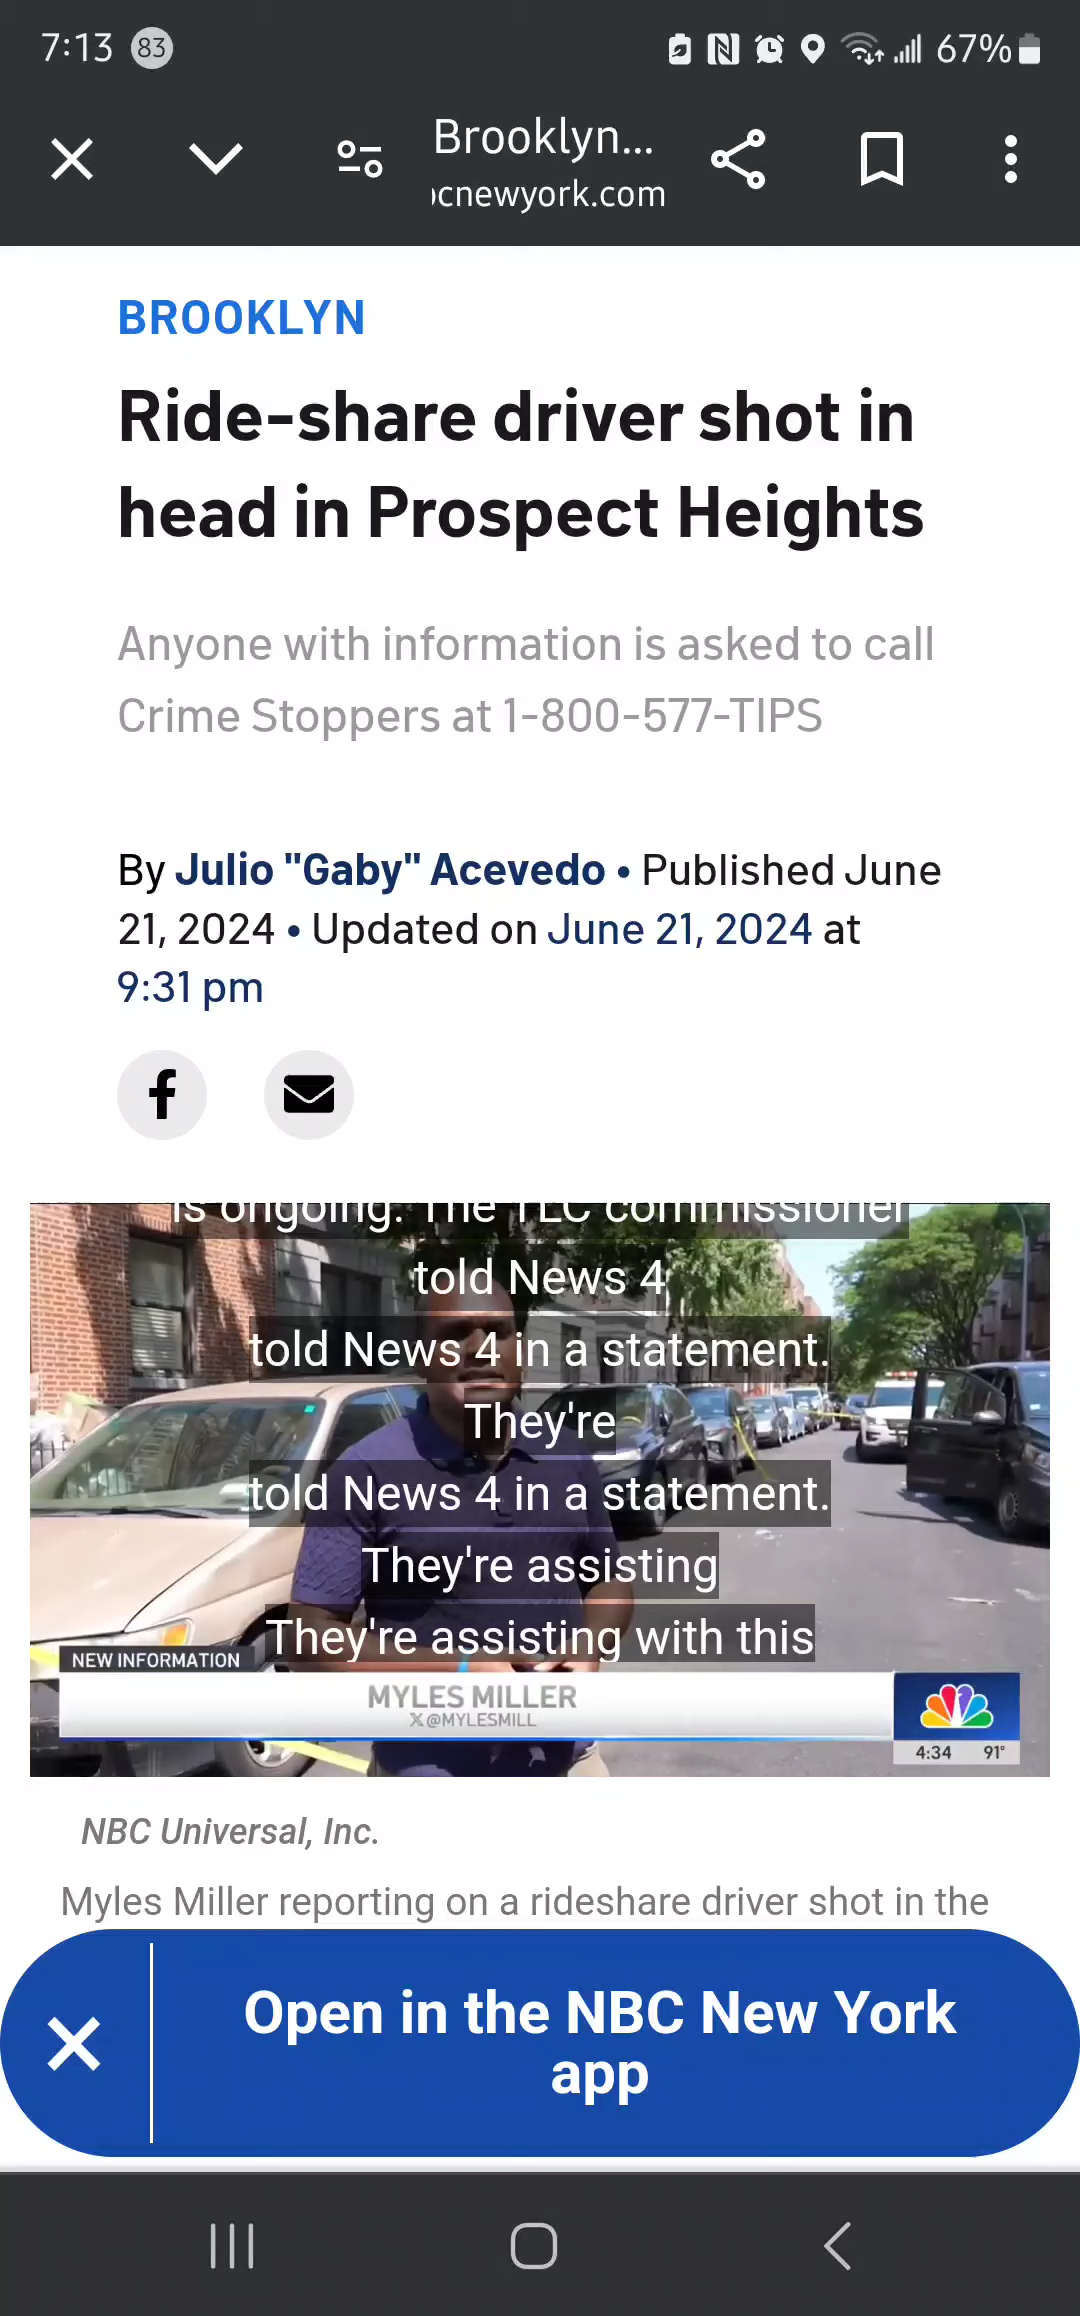 7:13 83 67%
Brooklyn...
cnewyork.com
BROOKLYN
Ride-share driver shot in
head in Prospect Heights
Anyone with information is asked to call
Crime Stoppers at 1-800-577-TIPS
By Julio "Gaby" Acevedo • Published June
21, 2024 • Updated on June 21, 2024 at
9:31 pm
is ongoing. The TLC commissioner
told News 4
told News 4 in a statement.
They're
told News 4 in a statement.
They're assisting
They're assisting with this
NEW INFORMATION
MYLES MILLER
X@MYLESMILL
4:34 91°
NBC Universal, Inc.
Myles Miller reporting on a rideshare driver shot in the
Open in the NBC New York
app